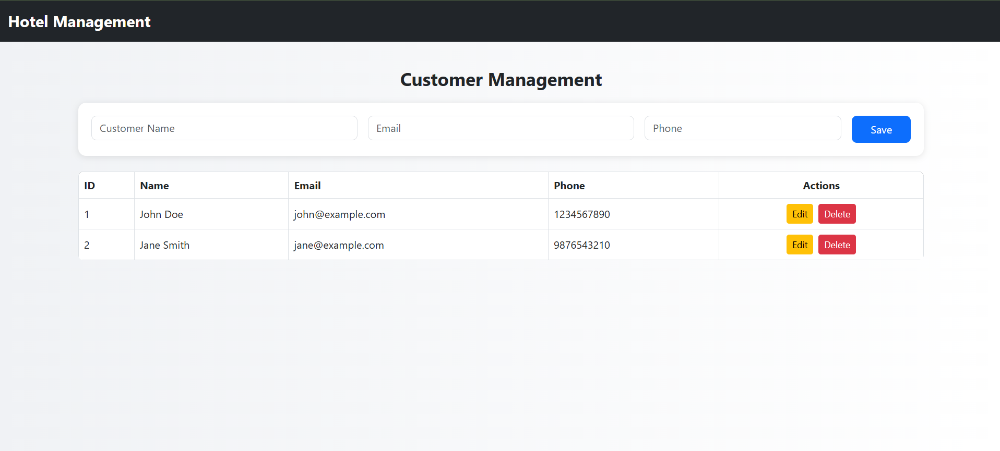 Hotel Management
Customer Management
Customer Name Email Phone Save
ID Name Email Phone Actions
1 John Doe john@example.com 1234567890 Edit Delete
2 Jane Smith jane@example.com 9876543210 Edit Delete